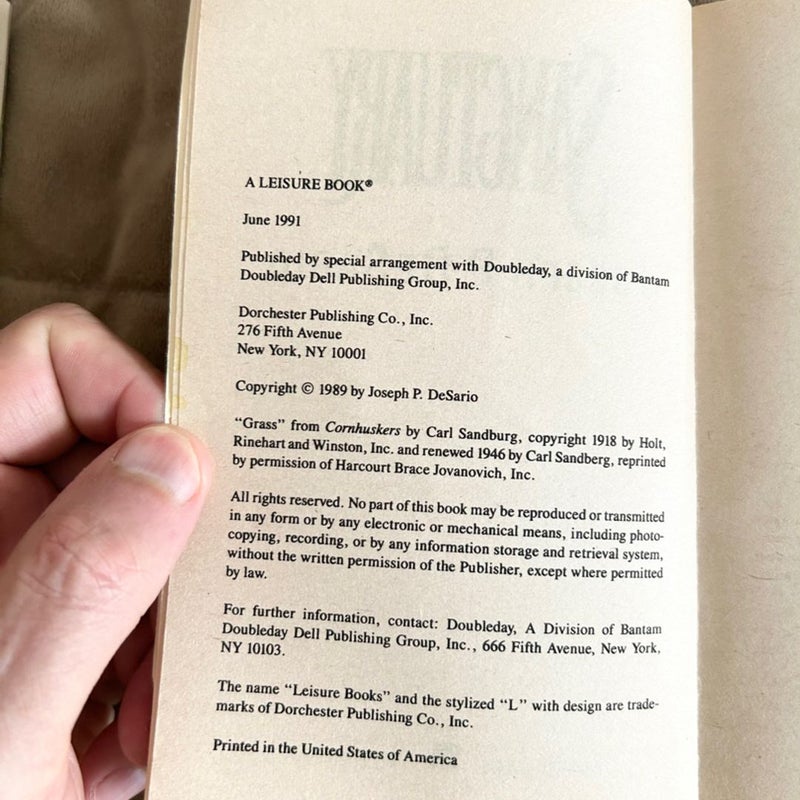 A LEISURE BOOK®
June 1991
Published by special arrangement with Doubleday, a division of Bantam
Doubleday Dell Publishing Group, Inc.
Dorchester Publishing Co., Inc.
276 Fifth Avenue
New York, NY 10001
Copyright © 1989 by Joseph P. DeSario
“Grass” from Cornhuskers by Carl Sandburg, copyright 1918 by Holt,
Rinehart and Winston, Inc. and renewed 1946 by Carl Sandberg, reprinted
by permission of Harcourt Brace Jovanovich, Inc.
All rights reserved. No part of this book may be reproduced or transmitted
in any form or by any electronic or mechanical means, including photo-
copying, recording, or by any information storage and retrieval system,
without the written permission of the Publisher, except where permitted
by law.
For further information, contact: Doubleday, A Division of Bantam
Doubleday Dell Publishing Group, Inc., 666 Fifth Avenue, New York,
NY 10103.
The name “Leisure Books” and the stylized “L” with design are trade-
marks of Dorchester Publishing Co., Inc.
Printed in the United States of America